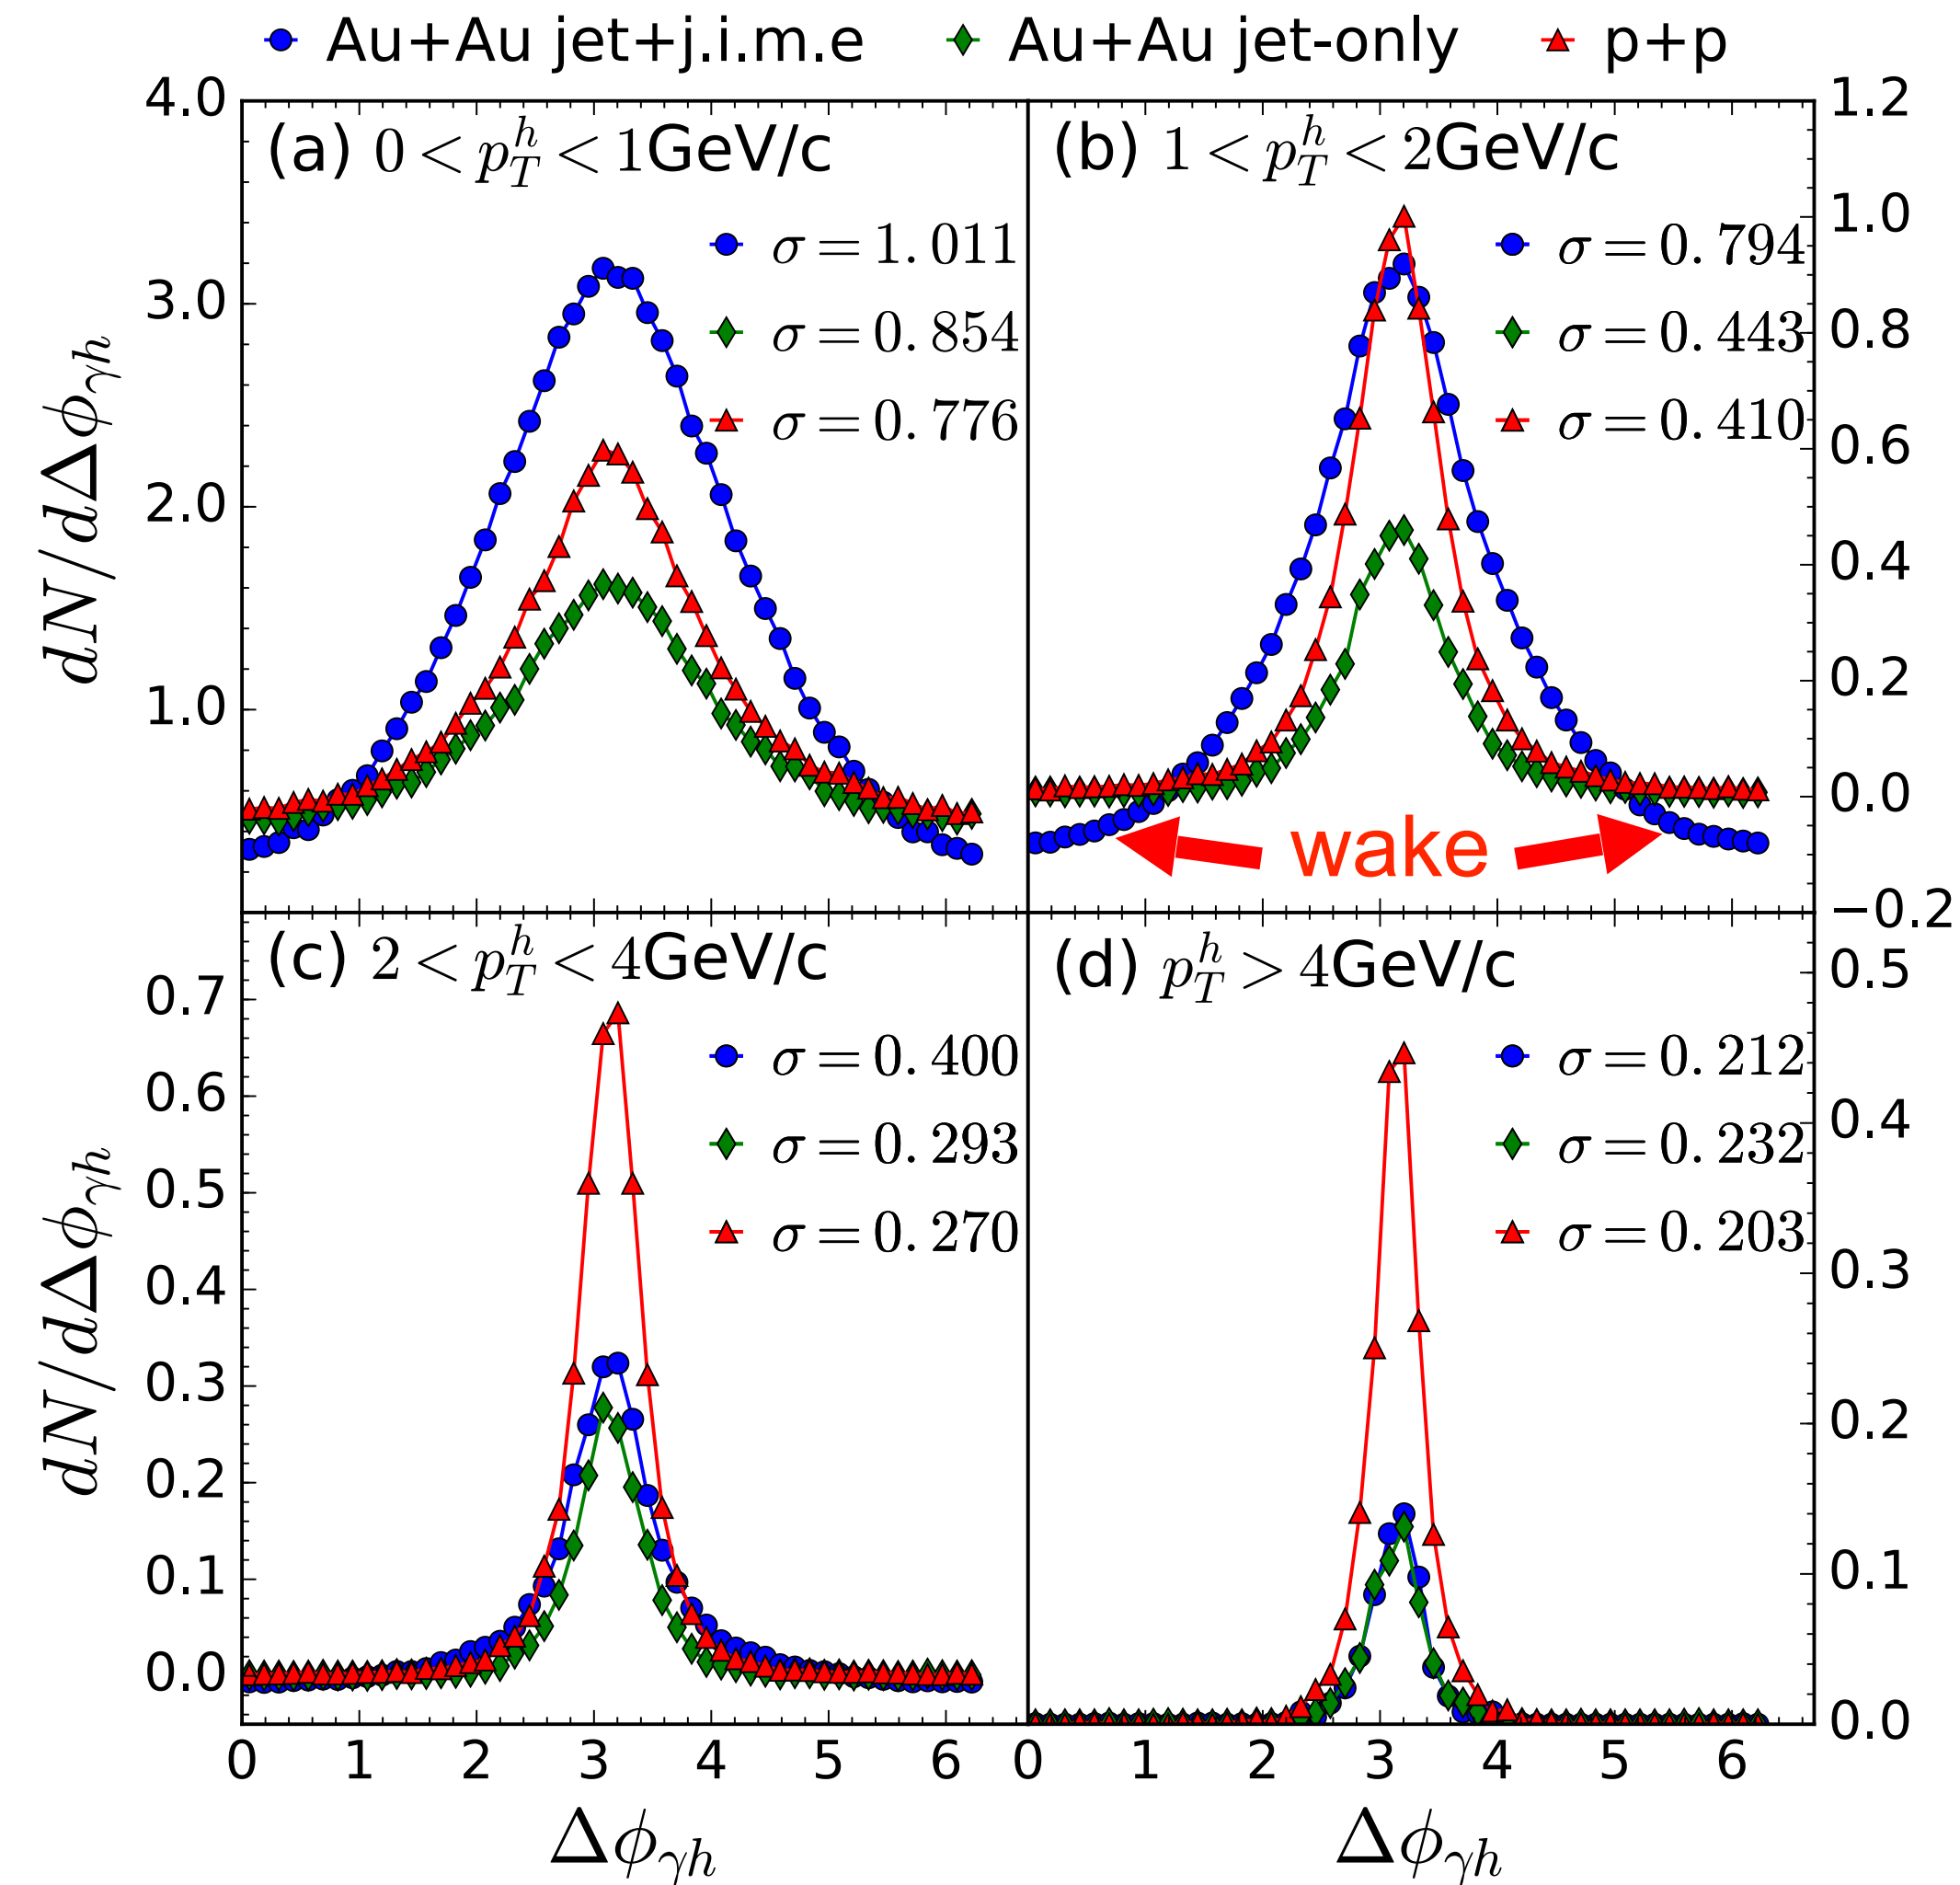 Au+Au jet+j.i.m.e Au+Au jet-only p+p
(a) 0 < p_T^h < 1GeV/c
σ = 1.011
σ = 0.854
σ = 0.776
(b) 1 < p_T^h < 2GeV/c
σ = 0.794
σ = 0.443
σ = 0.410
wake
4.0
3.0
2.0
1.0
dN/dΔϕ_γh
1.2
1.0
0.8
0.6
0.4
0.2
0.0
−0.2
(c) 2 < p_T^h < 4GeV/c
σ = 0.400
σ = 0.293
σ = 0.270
(d) p_T^h > 4GeV/c
σ = 0.212
σ = 0.232
σ = 0.203
0.7
0.6
0.5
0.4
0.3
0.2
0.1
0.0
dN/dΔϕ_γh
0.5
0.4
0.3
0.2
0.1
0.0
0 1 2 3 4 5 6
0 1 2 3 4 5 6
Δϕ_γh
Δϕ_γh